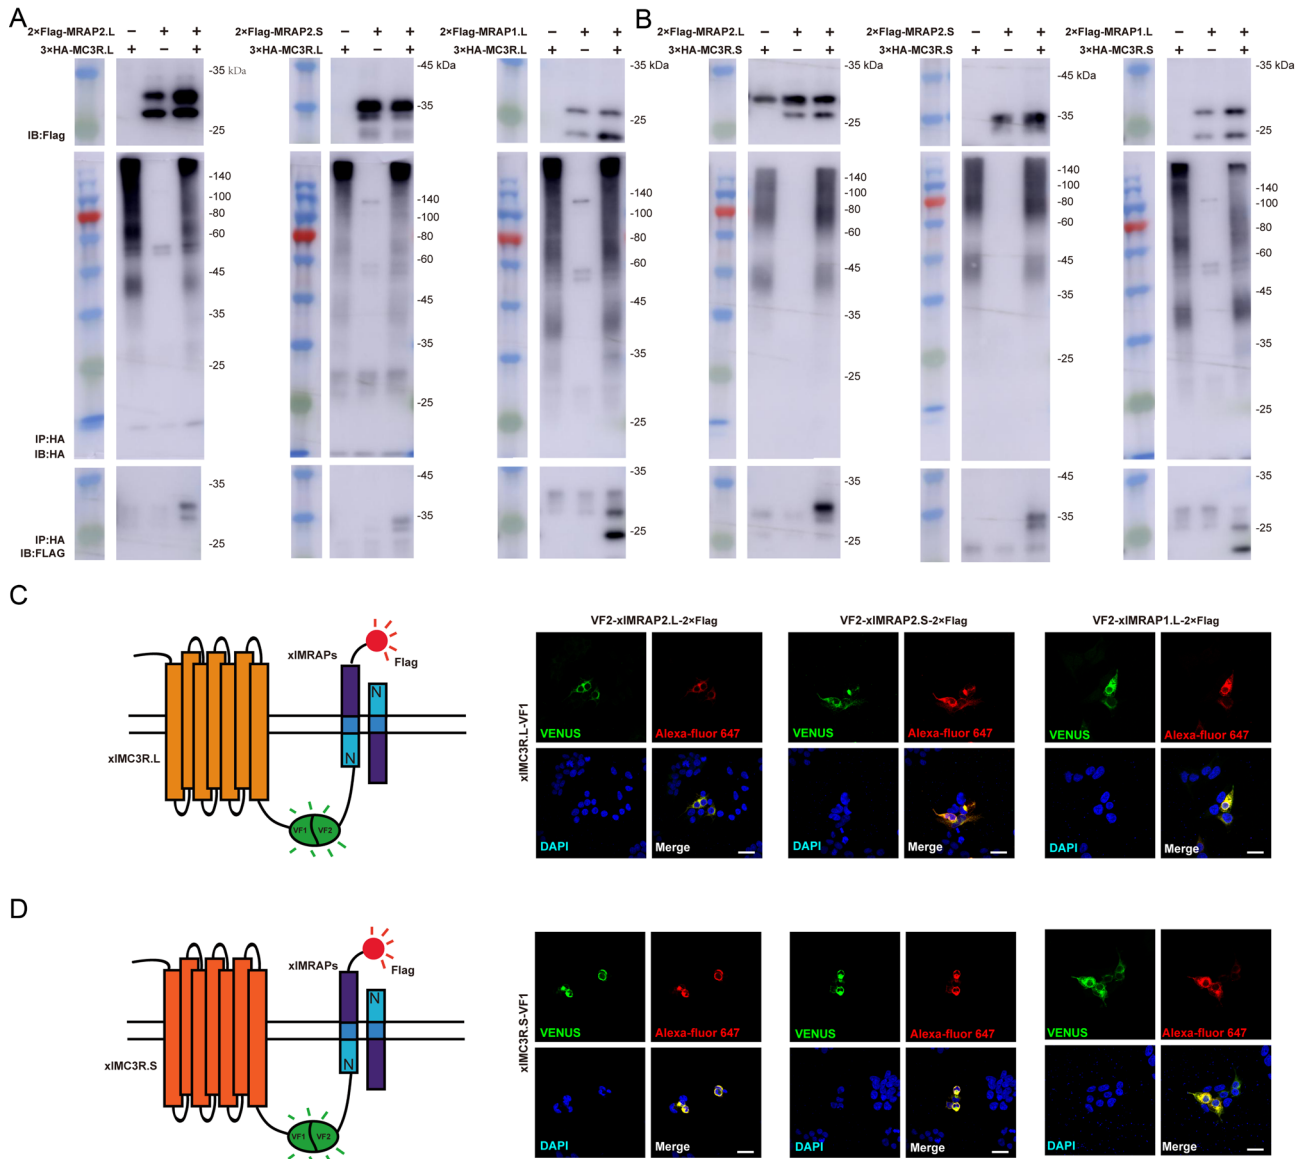 A
2×Flag-MRAP2.L − + +
3×HA-MC3R.L + − +
-35 kDa
-25
IB:Flag
-140
-100
-80
-60
-45
-35
-25
IP:HA
IB:HA
-35
-25
IP:HA
IB:FLAG
2×Flag-MRAP2.S − + +
3×HA-MC3R.L + − +
-45 kDa
-35
-140
-100
-80
-60
-45
-35
-25
-45
-35
2×Flag-MRAP1.L − + +
3×HA-MC3R.L + − +
-35 kDa
-25
-140
-100
-80
-60
-45
-35
-25
-35
-25
B
2×Flag-MRAP2.L − + +
3×HA-MC3R.S + − +
-35 kDa
-25
-140
-100
-80
-60
-45
-35
-25
-35
-25
2×Flag-MRAP2.S − + +
3×HA-MC3R.S + − +
-45 kDa
-35
-140
-100
-80
-60
-45
-35
-25
-45
-35
2×Flag-MRAP1.L − + +
3×HA-MC3R.S + − +
-35 kDa
-25
-140
-100
-80
-60
-45
-35
-25
-35
-25
C
xlMRAPs
Flag
N
N
xlMC3R.L
VF1 VF2
VF2-xlMRAP2.L-2×Flag
VF2-xlMRAP2.S-2×Flag
VF2-xlMRAP1.L-2×Flag
xlMC3R.L-VF1
VENUS
Alexa-fluor 647
VENUS
Alexa-fluor 647
VENUS
Alexa-fluor 647
DAPI
Merge
DAPI
Merge
DAPI
Merge
D
xlMRAPs
Flag
N
N
xlMC3R.S
VF1 VF2
xlMC3R.S-VF1
VENUS
Alexa-fluor 647
VENUS
Alexa-fluor 647
VENUS
Alexa-fluor 647
DAPI
Merge
DAPI
Merge
DAPI
Merge